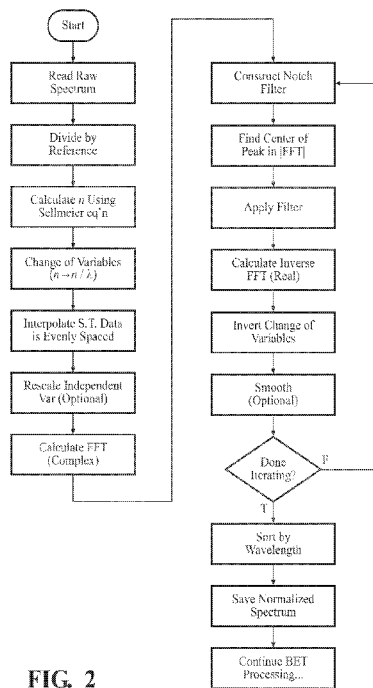 Start
Read Raw
Spectrum
Divide by
Reference
Calculate n Using
Sellmeier eq'n
Change of Variables
(n→n / λ)
Interpolate S.T. Data
is Evenly Spaced
Rescale Independent
Var (Optional)
Calculate FFT
(Complex)
Construct Notch
Filter
Find Center of
Peak in |FFT|
Apply Filter
Calculate Inverse
FFT (Real)
Invert Change of
Variables
Smooth
(Optional)
Done
Iterating?
F
T
Sort by
Wavelength
Save Normalized
Spectrum
Continue BET
Processing...
FIG. 2